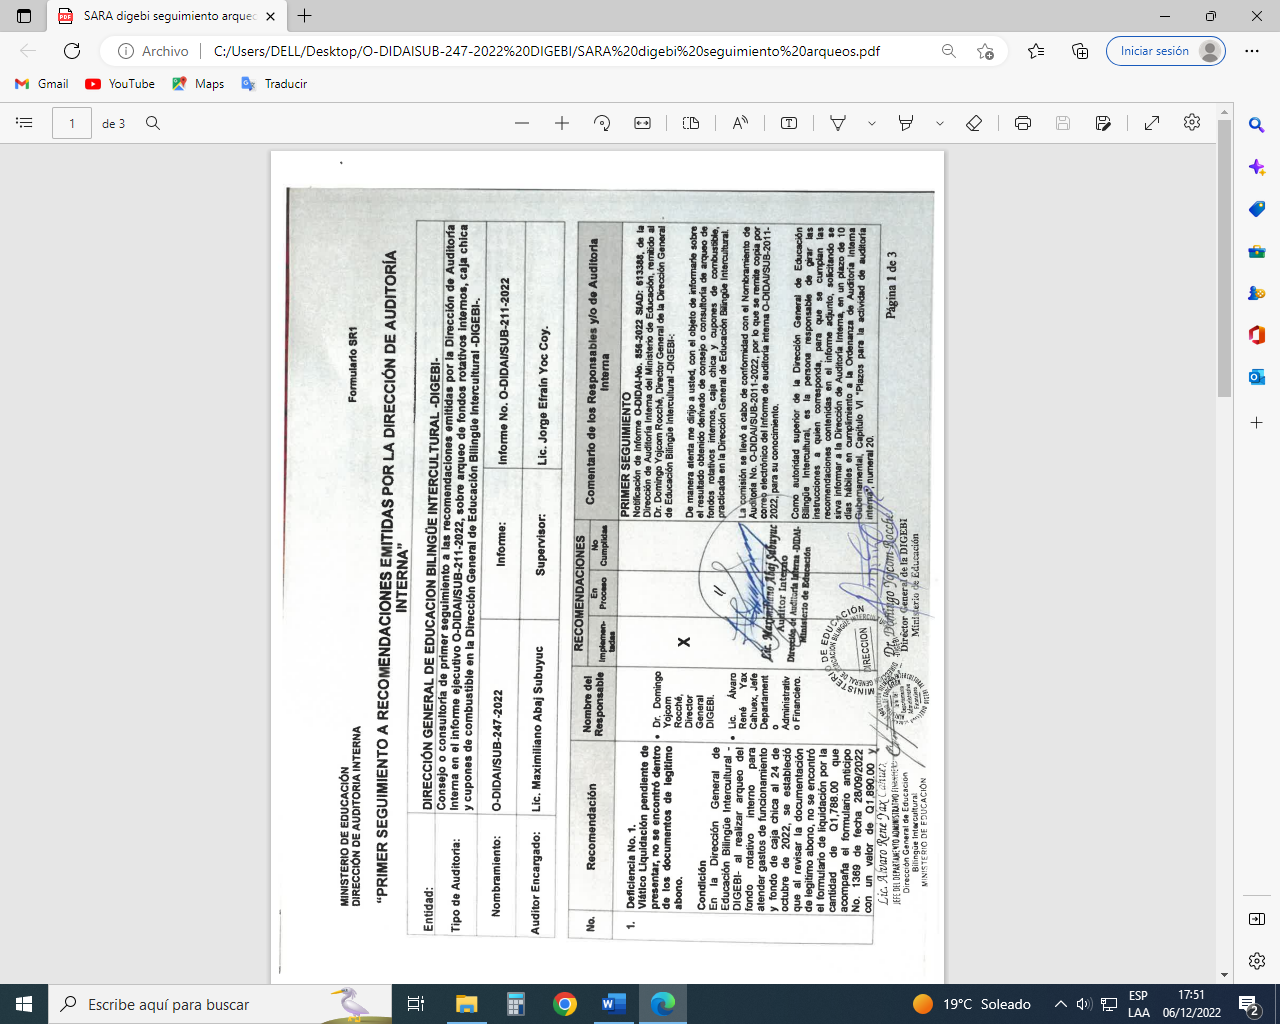 SARA digebi seguimiento arqueo
Archivo
C:/Users/DELL/Desktop/O-DIDAISUB-247-2022%20DIGEBI/SARA%20digebi%20seguimiento%20arqueos.pdf
Iniciar sesión
Gmail
YouTube
Maps
Traducir
1
de 3
MINISTERIO DE EDUCACIÓN
DIRECCIÓN DE AUDITORIA INTERNA
Formulario SR1
"PRIMER SEGUIMIENTO A RECOMENDACIONES EMITIDAS POR LA DIRECCIÓN DE AUDITORÍA
INTERNA"
Entidad:
DIRECCIÓN GENERAL DE EDUCACION BILINGÜE INTERCULTURAL -DIGEBI-
Tipo de Auditoría:
Consejo o consultoría de primer seguimiento a las recomendaciones emitidas por la Dirección de Auditoría
Interna en el informe ejecutivo O-DIDAI/SUB-211-2022, sobre arqueo de fondos rotativos internos, caja chica
y cupones de combustible en la Dirección General de Educación Bilingüe Intercultural -DIGEBI-.
Nombramiento:
O-DIDAI/SUB-247-2022
Informe:
Informe No. O-DIDAI/SUB-211-2022
Auditor Encargado:
Lic. Maximiliano Abaj Subuyuc
Supervisor:
Lic. Jorge Efraín Yoc Coy.
No.
Recomendación
Nombre del
Responsable
RECOMENDACIONES
Implemen-
tadas
En
Proceso
No
Cumplidas
Comentario de los Responsables y/o de Auditoría
Interna
1.
Deficiencia No. 1.
Viático Liquidación pendiente de
presentar, no se encontró dentro
de los documentos de legítimo
abono.
Condición
En la Dirección General de
Educación Bilingüe Intercultural -
DIGEBI- al realizar arqueo del
fondo rotativo interno para
atender gastos de funcionamiento
y fondo de caja chica al 24 de
octubre de 2022, se estableció
que al revisar la documentación
de legítimo abono, no se encontró
el formulario de liquidación por la
cantidad de Q1,788.00 que
acompaña el formulario anticipo
No. 1369 de fecha 28/09/2022
con un valor de Q1,890.00 y
• Dr. Domingo
Yojcom
Rocché,
Director
General
DIGEBI.
• Lic. Álvaro
René Yax
Cahuex, Jefe
Departament
o
Administrativ
o Financiero.
X
PRIMER SEGUIMIENTO
Notificación de Informe O-DIDAI-No. 856-2022 SIAD: 613388, de la
Dirección de Auditoría Interna del Ministerio de Educación, remitido al
Dr. Domingo Yojcom Rocché, Director General de la Dirección General
de Educación Bilingüe Intercultural -DIGEBI-:
De manera atenta me dirijo a usted, con el objeto de informarle sobre
el resultado obtenido derivado de consejo o consultoría de arqueo de
fondos rotativos internos, caja chica y cupones de combustible,
practicada en la Dirección General de Educación Bilingüe Intercultural.
La comisión se llevó a cabo de conformidad con el Nombramiento de
Auditoría No. O-DIDAI/SUB-2011-2022, por lo que se remite copia por
correo electrónico del Informe de auditoría interna O-DIDAI/SUB-2011-
2022, para su conocimiento.
Como autoridad superior de la Dirección General de Educación
Bilingüe Intercultural, es la persona responsable de girar las
instrucciones a quien corresponda, para que se cumplan las
recomendaciones contenidas en el informe adjunto, solicitando se
sirva informar a la Dirección de Auditoría Interna, en un plazo de 10
días hábiles en cumplimiento a la Ordenanza de Auditoría Interna
Gubernamental, Capítulo VI "Plazos para la actividad de auditoría
interna", numeral 20.
Lic. Maximiliano Abaj Subuyuc
Auditor Interno
Dirección de Auditoría Interna -DIDAI-
Ministerio de Educación
MINISTERIO DE EDUCACIÓN
DIRECCION
Dr. Domingo Yojcom Rocché
Director General de la DIGEBI
Ministerio de Educación
Lic. Alvaro René Yax Cahuex
JEFE DEL DEPARTAMENTO ADMINISTRATIVO FINANCIERO
Dirección General de Educación
Bilingüe Intercultural
MINISTERIO DE EDUCACIÓN
Página 1 de 3
Escribe aquí para buscar
19°C Soleado
ESP
LAA
17:51
06/12/2022
2